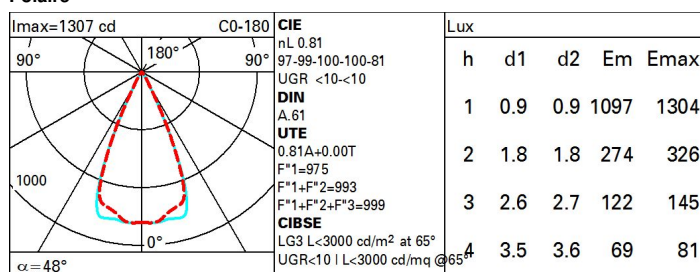 Imax=1307 cd C0-180
90° 180° 90°
1000
0°
α=48°
CIE
nL 0.81
97-99-100-100-81
UGR <10-<10
DIN
A.61
UTE
0.81A+0.00T
F"1=975
F"1+F"2=993
F"1+F"2+F"3=999
CIBSE
LG3 L<3000 cd/m² at 65°
UGR<10 | L<3000 cd/mq @65°
Lux
h d1 d2 Em Emax
1 0.9 0.9 1097 1304
2 1.8 1.8 274 326
3 2.6 2.7 122 145
4 3.5 3.6 69 81